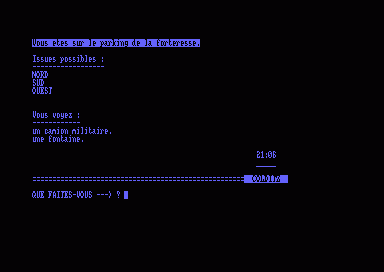 Vous etes sur le parking de la forteresse.
Issues possibles :
------------------
NORD
SUD
OUEST
Vous voyez :
------------
un camion militaire.
une fontaine.
21:06
-----
===================================================== COLDITZ
QUE FAITES-VOUS ---> ?